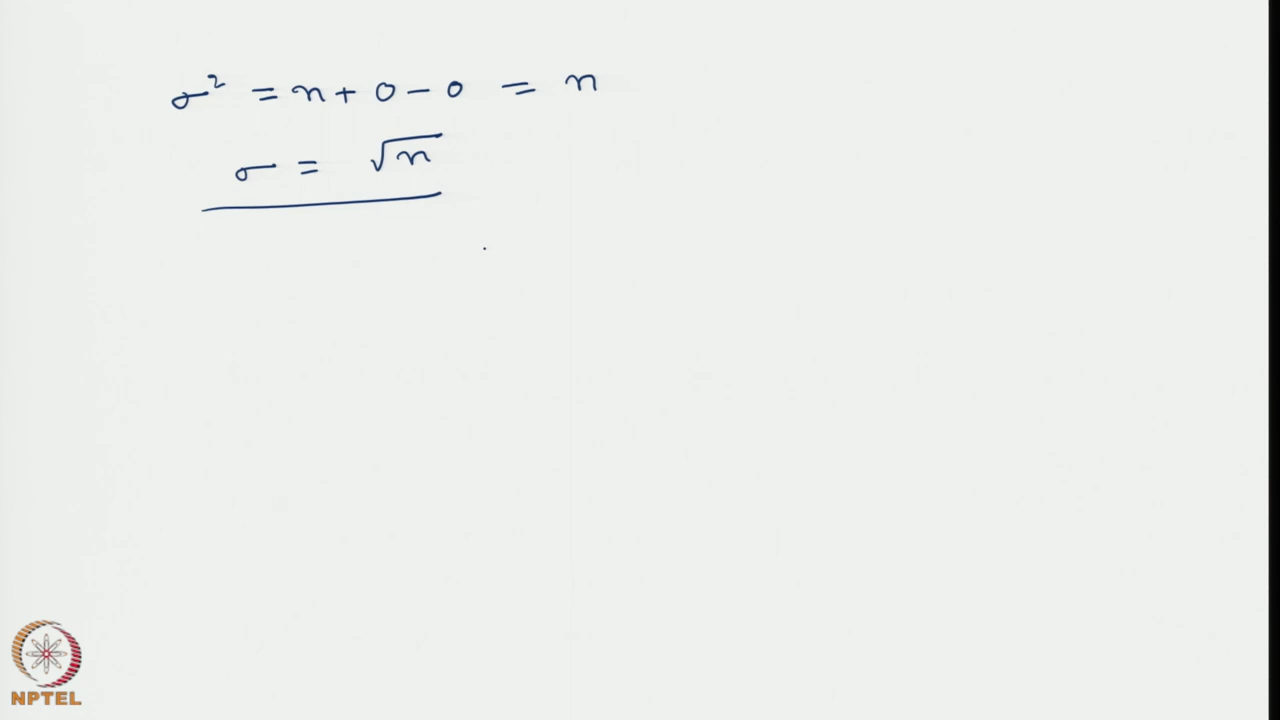 σ² = n + 0 - 0 = n
σ = √n
NPTEL